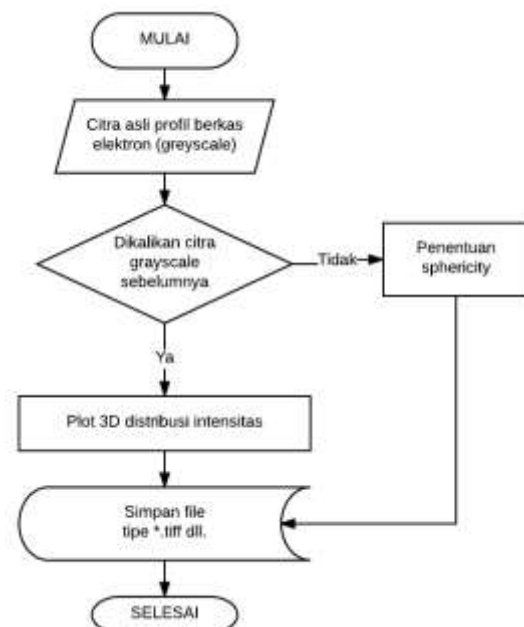 MULAI
Citra asli profil berkas
elektron (greyscale)
Dikalikan citra
grayscale
sebelumnya
Tidak
Penentuan
sphericity
Ya
Plot 3D distribusi intensitas
Simpan file
tipe *.tiff dll.
SELESAI